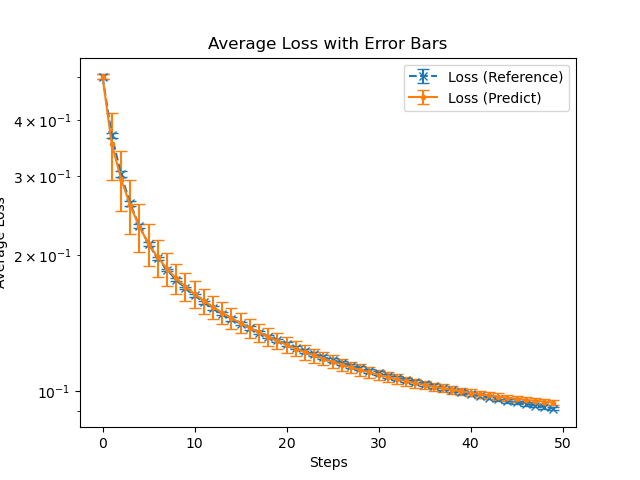 Average Loss with Error Bars
Loss (Reference)
Loss (Predict)
4 × 10⁻¹
3 × 10⁻¹
2 × 10⁻¹
10⁻¹
Average Loss
0 10 20 30 40 50
Steps